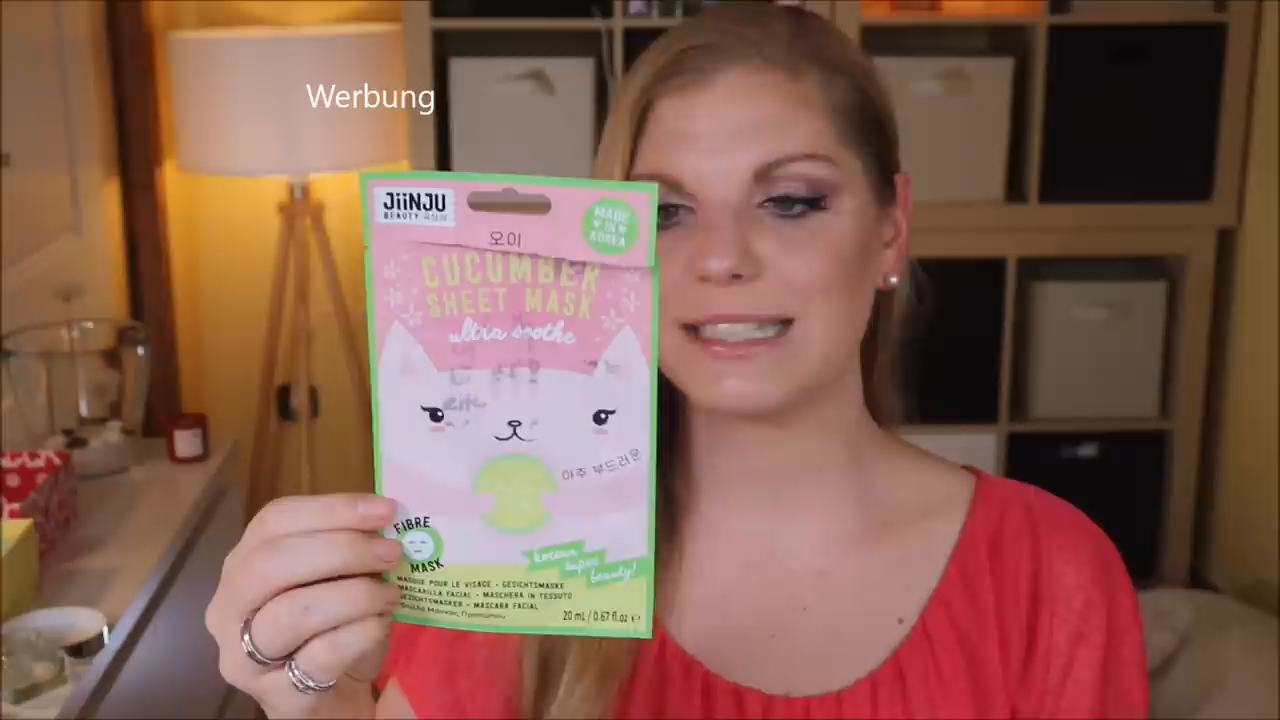 Werbung
JiiNJU
BEAUTY
MADE
IN
KOREA
오이
CUCUMBER
SHEET MASK
ultra soothe
아주 부드러운
FIBRE
MASK
korean
super
beauty!
MASQUE POUR LE VISAGE - GESICHTSMASKE
MASCARILLA FACIAL - MASCHERA IN TESSUTO
GEZICHTSMASKER - MÁSCARA FACIAL
20 mL / 0.67 fl.oz e